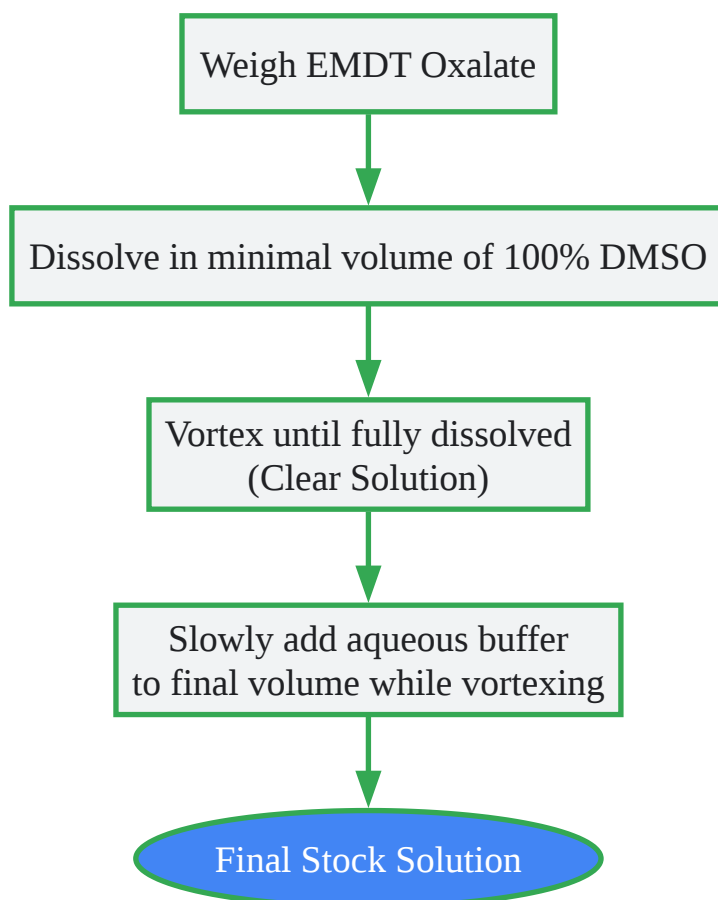 Weigh EMDT Oxalate
Dissolve in minimal volume of 100% DMSO
Vortex until fully dissolved
(Clear Solution)
Slowly add aqueous buffer
to final volume while vortexing
Final Stock Solution